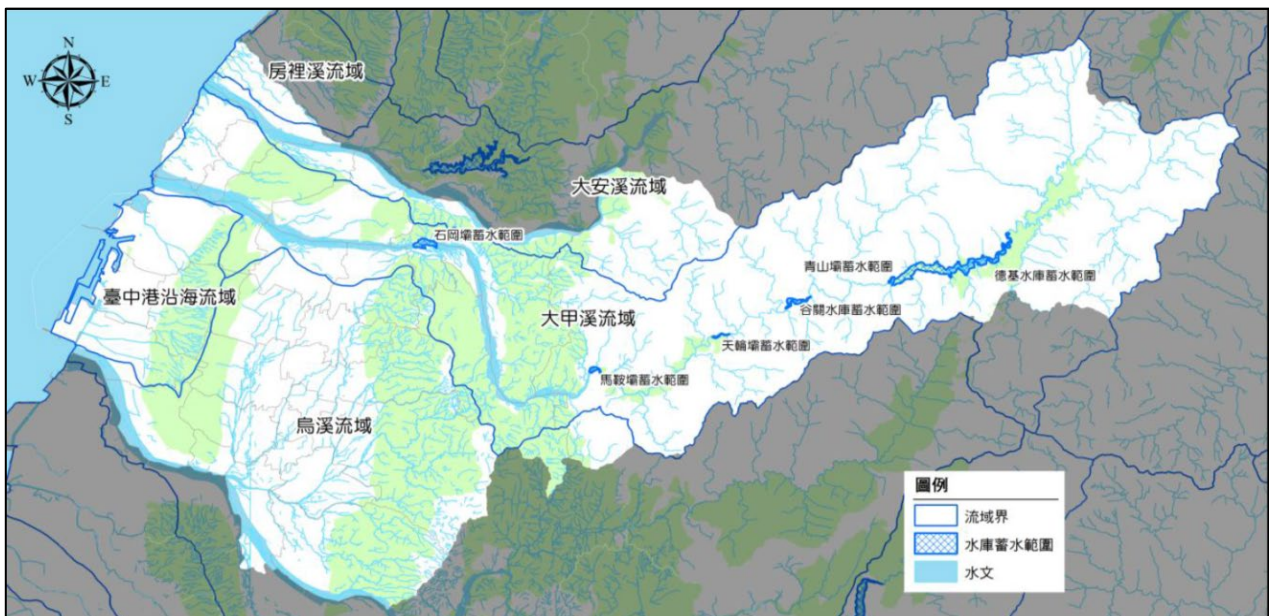 N
W E
S
房裡溪流域
大安溪流域
石岡壩蓄水範圍
青山壩蓄水範圍
德基水庫蓄水範圍
臺中港沿海流域
谷關水庫蓄水範圍
大甲溪流域
天輪壩蓄水範圍
馬鞍壩蓄水範圍
烏溪流域
圖例
流域界
水庫蓄水範圍
水文